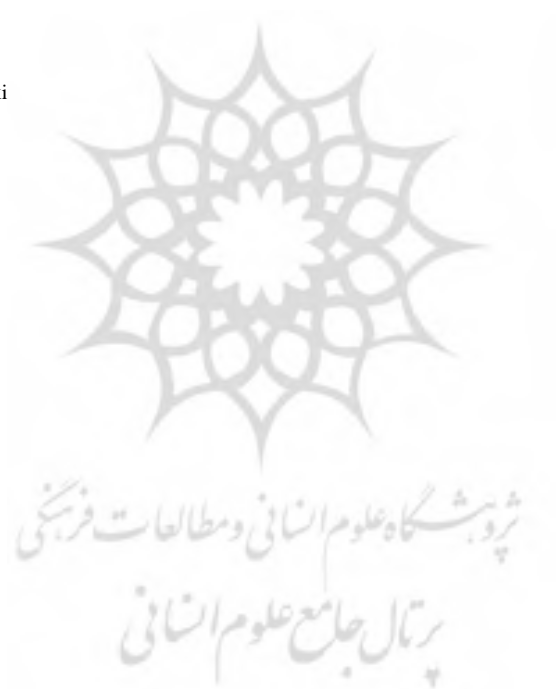 i
پژوهشگاه علوم انسانی و مطالعات فرهنگی
پرتال جامع علوم انسانی